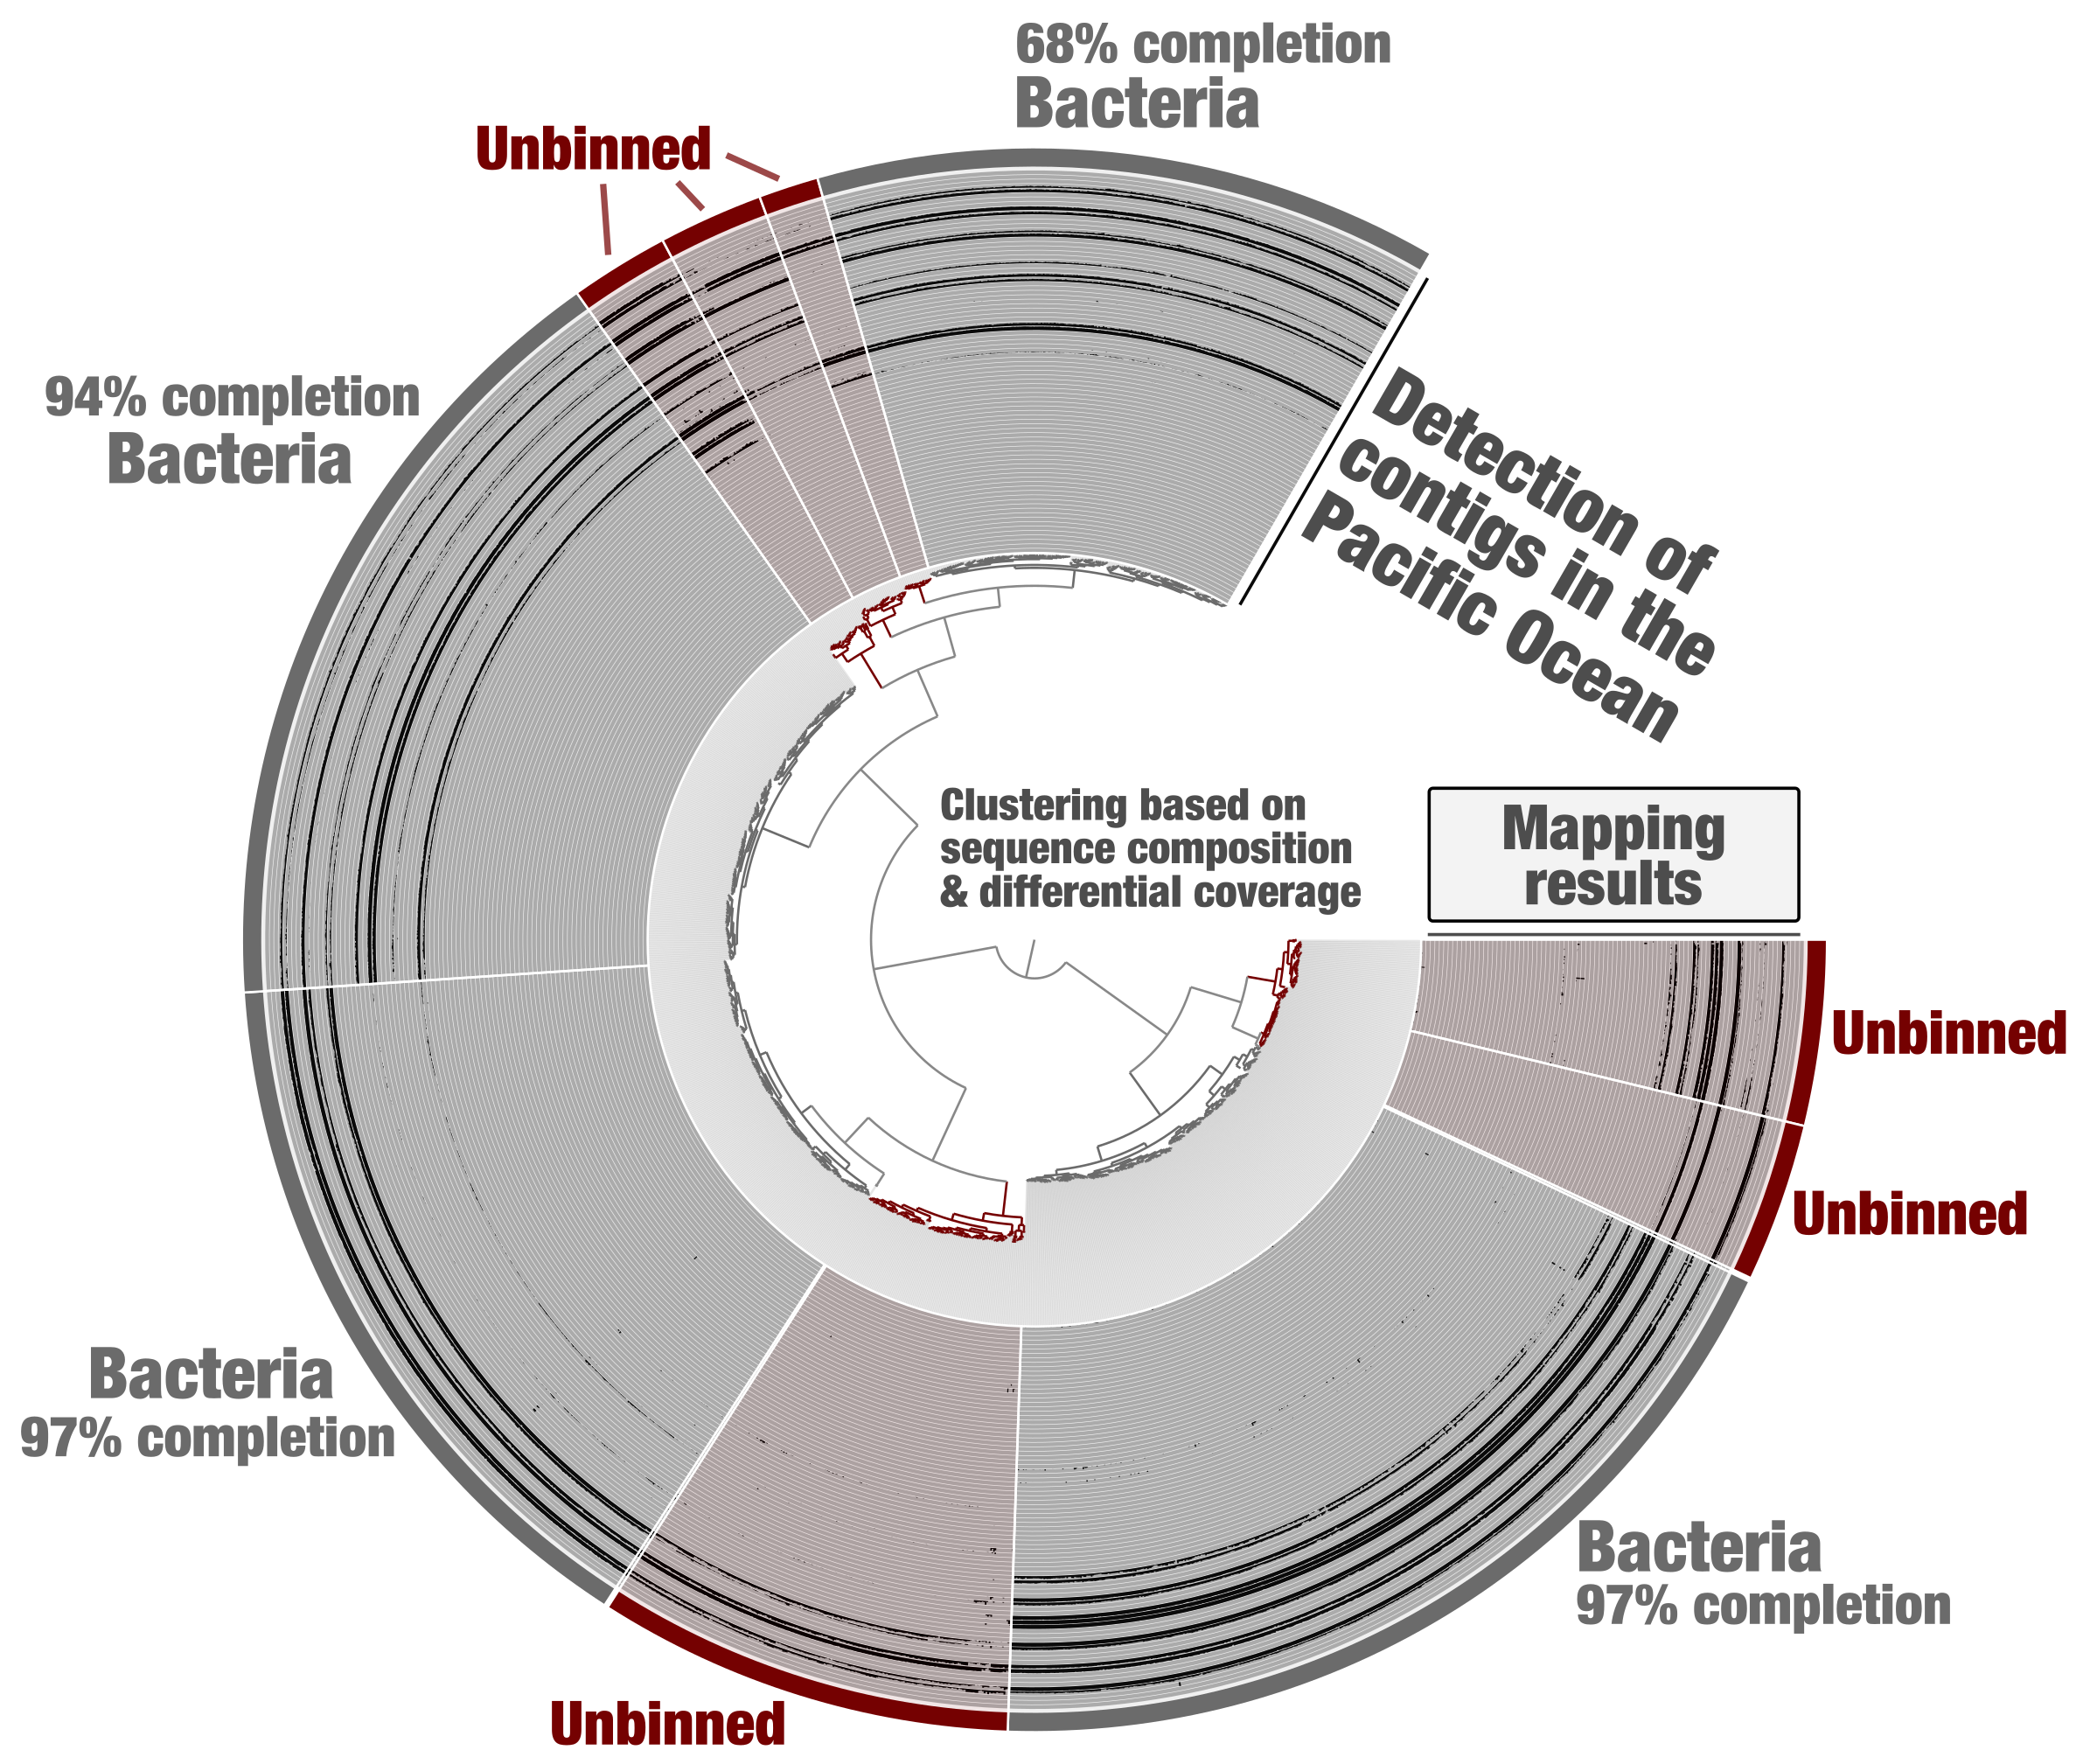 68% completion
Bacteria
Unbinned
94% completion
Bacteria
Detection of
contigs in the
Pacific Ocean
Clustering based on
sequence composition
& differential coverage
Mapping
results
Unbinned
Unbinned
Bacteria
97% completion
Bacteria
97% completion
Unbinned